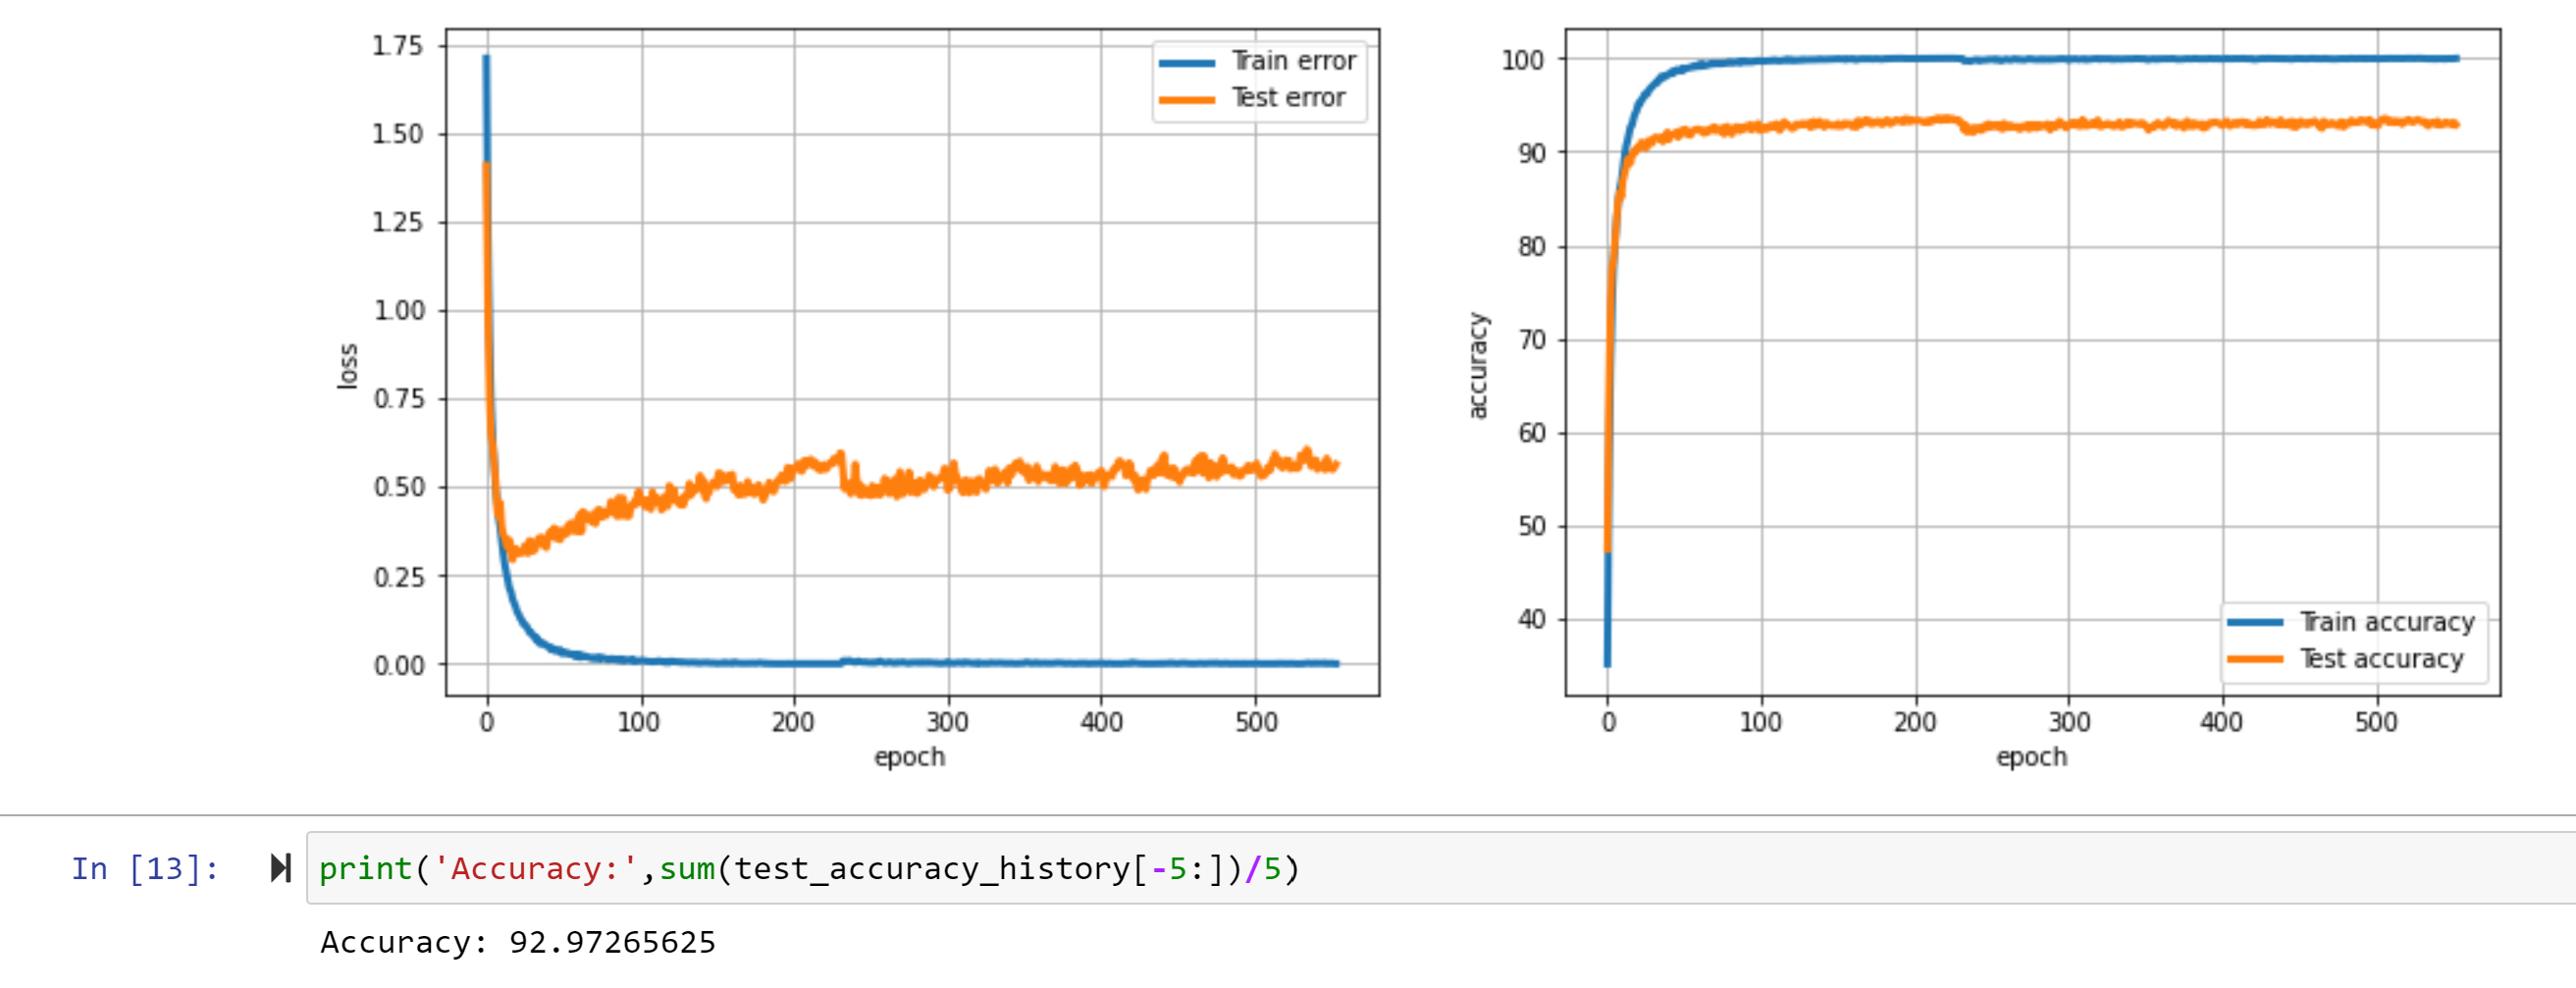 1.75
1.50
1.25
1.00
0.75
0.50
0.25
0.00
loss
0 100 200 300 400 500
epoch
Train error
Test error
100
90
80
70
60
50
40
accuracy
0 100 200 300 400 500
epoch
Train accuracy
Test accuracy
In [13]: print('Accuracy:',sum(test_accuracy_history[-5:])/5)
Accuracy: 92.97265625